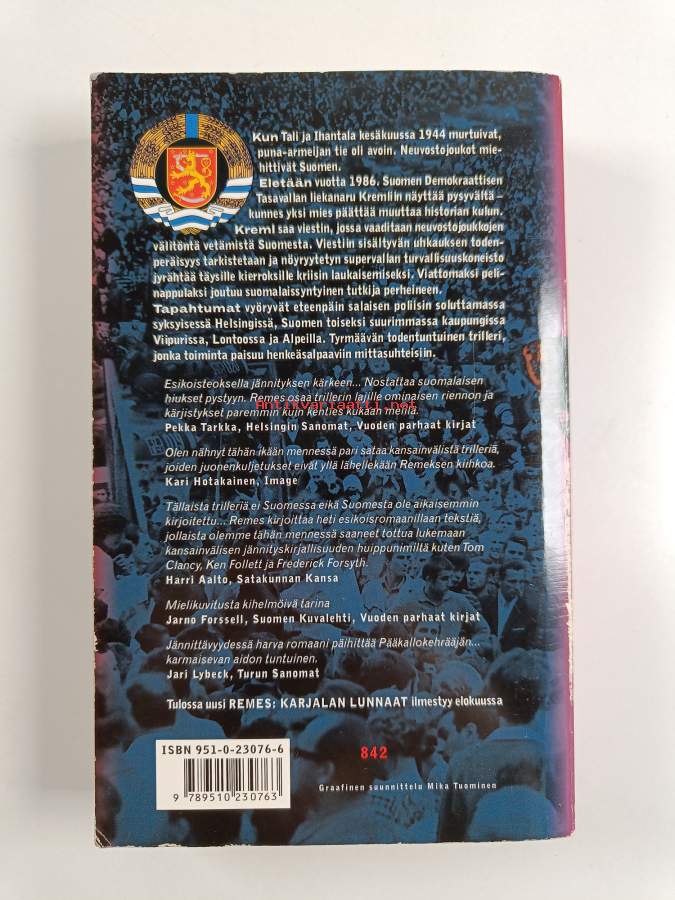 Kun Tali ja Ihantala kesäkuussa 1944 murtuivat,
puna-armeijan tie oli avoin. Neuvostojoukot mie-
hittivät Suomen.
Eletään vuotta 1986. Suomen Demokraattisen
Tasavallan liekanaru Kremliin näyttää pysyvältä –
kunnes yksi mies päättää muuttaa historian kulun.
Kreml saa viestin, jossa vaaditaan neuvostojoukkojen
välitöntä vetämistä Suomesta. Viestiin sisältyvän uhkauksen toden-
peräisyys tarkistetaan ja nöyryytetyn supervallan turvallisuuskoneisto
jyrähtää täysille kierroksille kriisin laukaisemiseksi. Viattomaksi peli-
nappulaksi joutuu suomalaissyntyinen tutkija perheineen.
Tapahtumat vyöryvät eteenpäin salaisen poliisin soluttamassa
syksyisessä Helsingissä, Suomen toiseksi suurimmassa kaupungissa
Viipurissa, Lontoossa ja Alpeilla. Tyrmäävän todentuntuinen trilleri,
jonka toiminta paisuu henkeäsalpaaviin mittasuhteisiin.
Esikoisteoksella jännityksen kärkeen... Nostattaa suomalaisen
hiukset pystyyn. Remes osaa trillerin lajille ominaisen riennon ja
Antikvariaatti.net
kärjistykset paremmin kuin kenties kukaan meillä.
Pekka Tarkka, Helsingin Sanomat, Vuoden parhaat kirjat
Olen nähnyt tähän ikään mennessä pari sataa kansainvälistä trilleriä,
joiden juonenkuljetukset eivät yllä lähellekään Remeksen kiihkoa.
Kari Hotakainen, Image
Tällaista trilleriä ei Suomessa eikä Suomesta ole aikaisemmin
kirjoitettu... Remes kirjoittaa heti esikoisromaanillaan tekstiä,
jollaista olemme tähän mennessä saaneet tottua lukemaan
kansainvälisen jännityskirjallisuuden huippunimiltä kuten Tom
Clancy, Ken Follett ja Frederick Forsyth.
Harri Aalto, Satakunnan Kansa
Mielikuvitusta kihelmöivä tarina
Jarno Forssell, Suomen Kuvalehti, Vuoden parhaat kirjat
Jännittävyydessä harva romaani päihittää Pääkallokehrääjän...
karmaisevan aidon tuntuinen.
Jari Lybeck, Turun Sanomat
Tulossa uusi REMES: KARJALAN LUNNAAT ilmestyy elokuussa
ISBN 951-0-23076-6
842
9 789510 230763
Graafinen suunnittelu Mika Tuominen